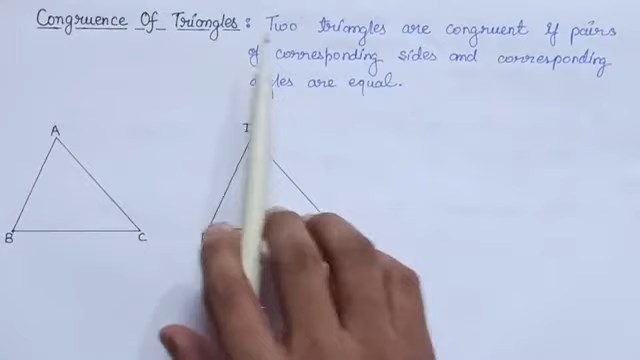 Congruence Of Triangles : Two triangles are congruent if pairs
of corresponding sides and corresponding
are equal.
A
B
C